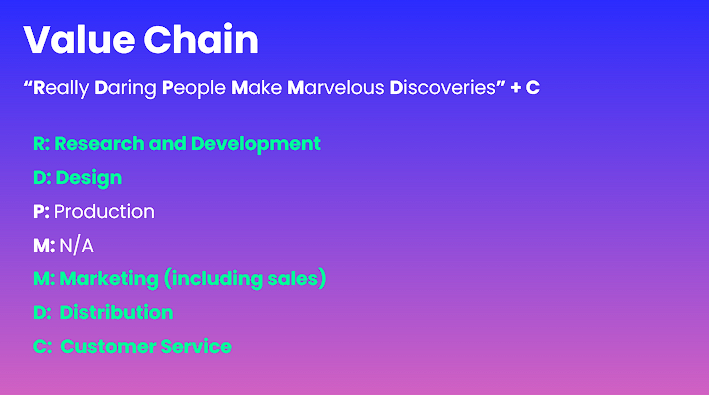 Value Chain
“Really Daring People Make Marvelous Discoveries” + C
R: Research and Development
D: Design
P: Production
M: N/A
M: Marketing (including sales)
D: Distribution
C: Customer Service